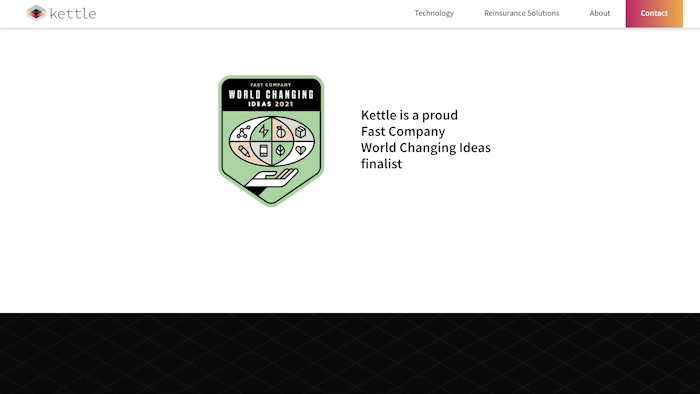 kettle
Technology
Reinsurance Solutions
About
Contact
FAST COMPANY
WORLD CHANGING
IDEAS 2021
Kettle is a proud
Fast Company
World Changing Ideas
finalist